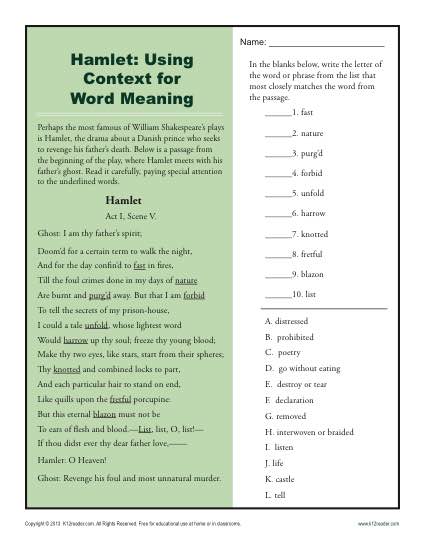 Hamlet: Using
Context for
Word Meaning
Perhaps the most famous of William Shakespeare's plays
is Hamlet, the drama about a Danish prince who seeks
to revenge his father's death. Below is a passage from
the beginning of the play, where Hamlet meets with his
father's ghost. Read it carefully, paying special attention
to the underlined words.
Hamlet
Act I, Scene V.
Ghost: I am thy father's spirit;
Doom'd for a certain term to walk the night,
And for the day confin'd to fast in fires,
Till the foul crimes done in my days of nature
Are burnt and purg'd away. But that I am forbid
To tell the secrets of my prison-house,
I could a tale unfold, whose lightest word
Would harrow up thy soul; freeze thy young blood;
Make thy two eyes, like stars, start from their spheres;
Thy knotted and combined locks to part,
And each particular hair to stand on end,
Like quills upon the fretful porcupine.
But this eternal blazon must not be
To ears of flesh and blood.—List, list, O, list!—
If thou didst ever thy dear father love,——
Hamlet: O Heaven!
Ghost: Revenge his foul and most unnatural murder.
Name: ____________________
In the blanks below, write the letter of
the word or phrase from the list that
most closely matches the word from
the passage.
______1. fast
______2. nature
______3. purg'd
______4. forbid
______5. unfold
______6. harrow
______7. knotted
______8. fretful
______9. blazon
______10. list
A. distressed
B. prohibited
C. poetry
D. go without eating
E. destroy or tear
F. declaration
G. removed
H. interwoven or braided
I. listen
J. life
K. castle
L. tell
Copyright © 2013 K12reader.com. All Rights Reserved. Free for educational use at home or in classrooms.
www.k12reader.com